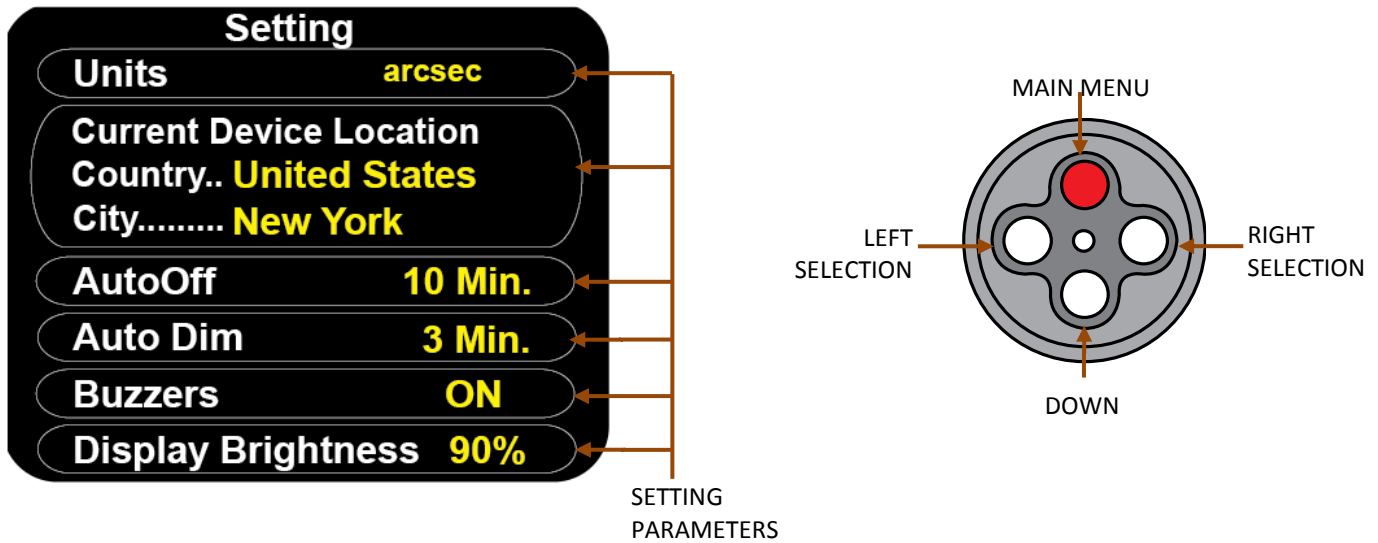 Setting
Units arcsec
Current Device Location
Country.. United States
City......... New York
AutoOff 10 Min.
Auto Dim 3 Min.
Buzzers ON
Display Brightness 90%
SETTING
PARAMETERS
MAIN MENU
LEFT
SELECTION
RIGHT
SELECTION
DOWN